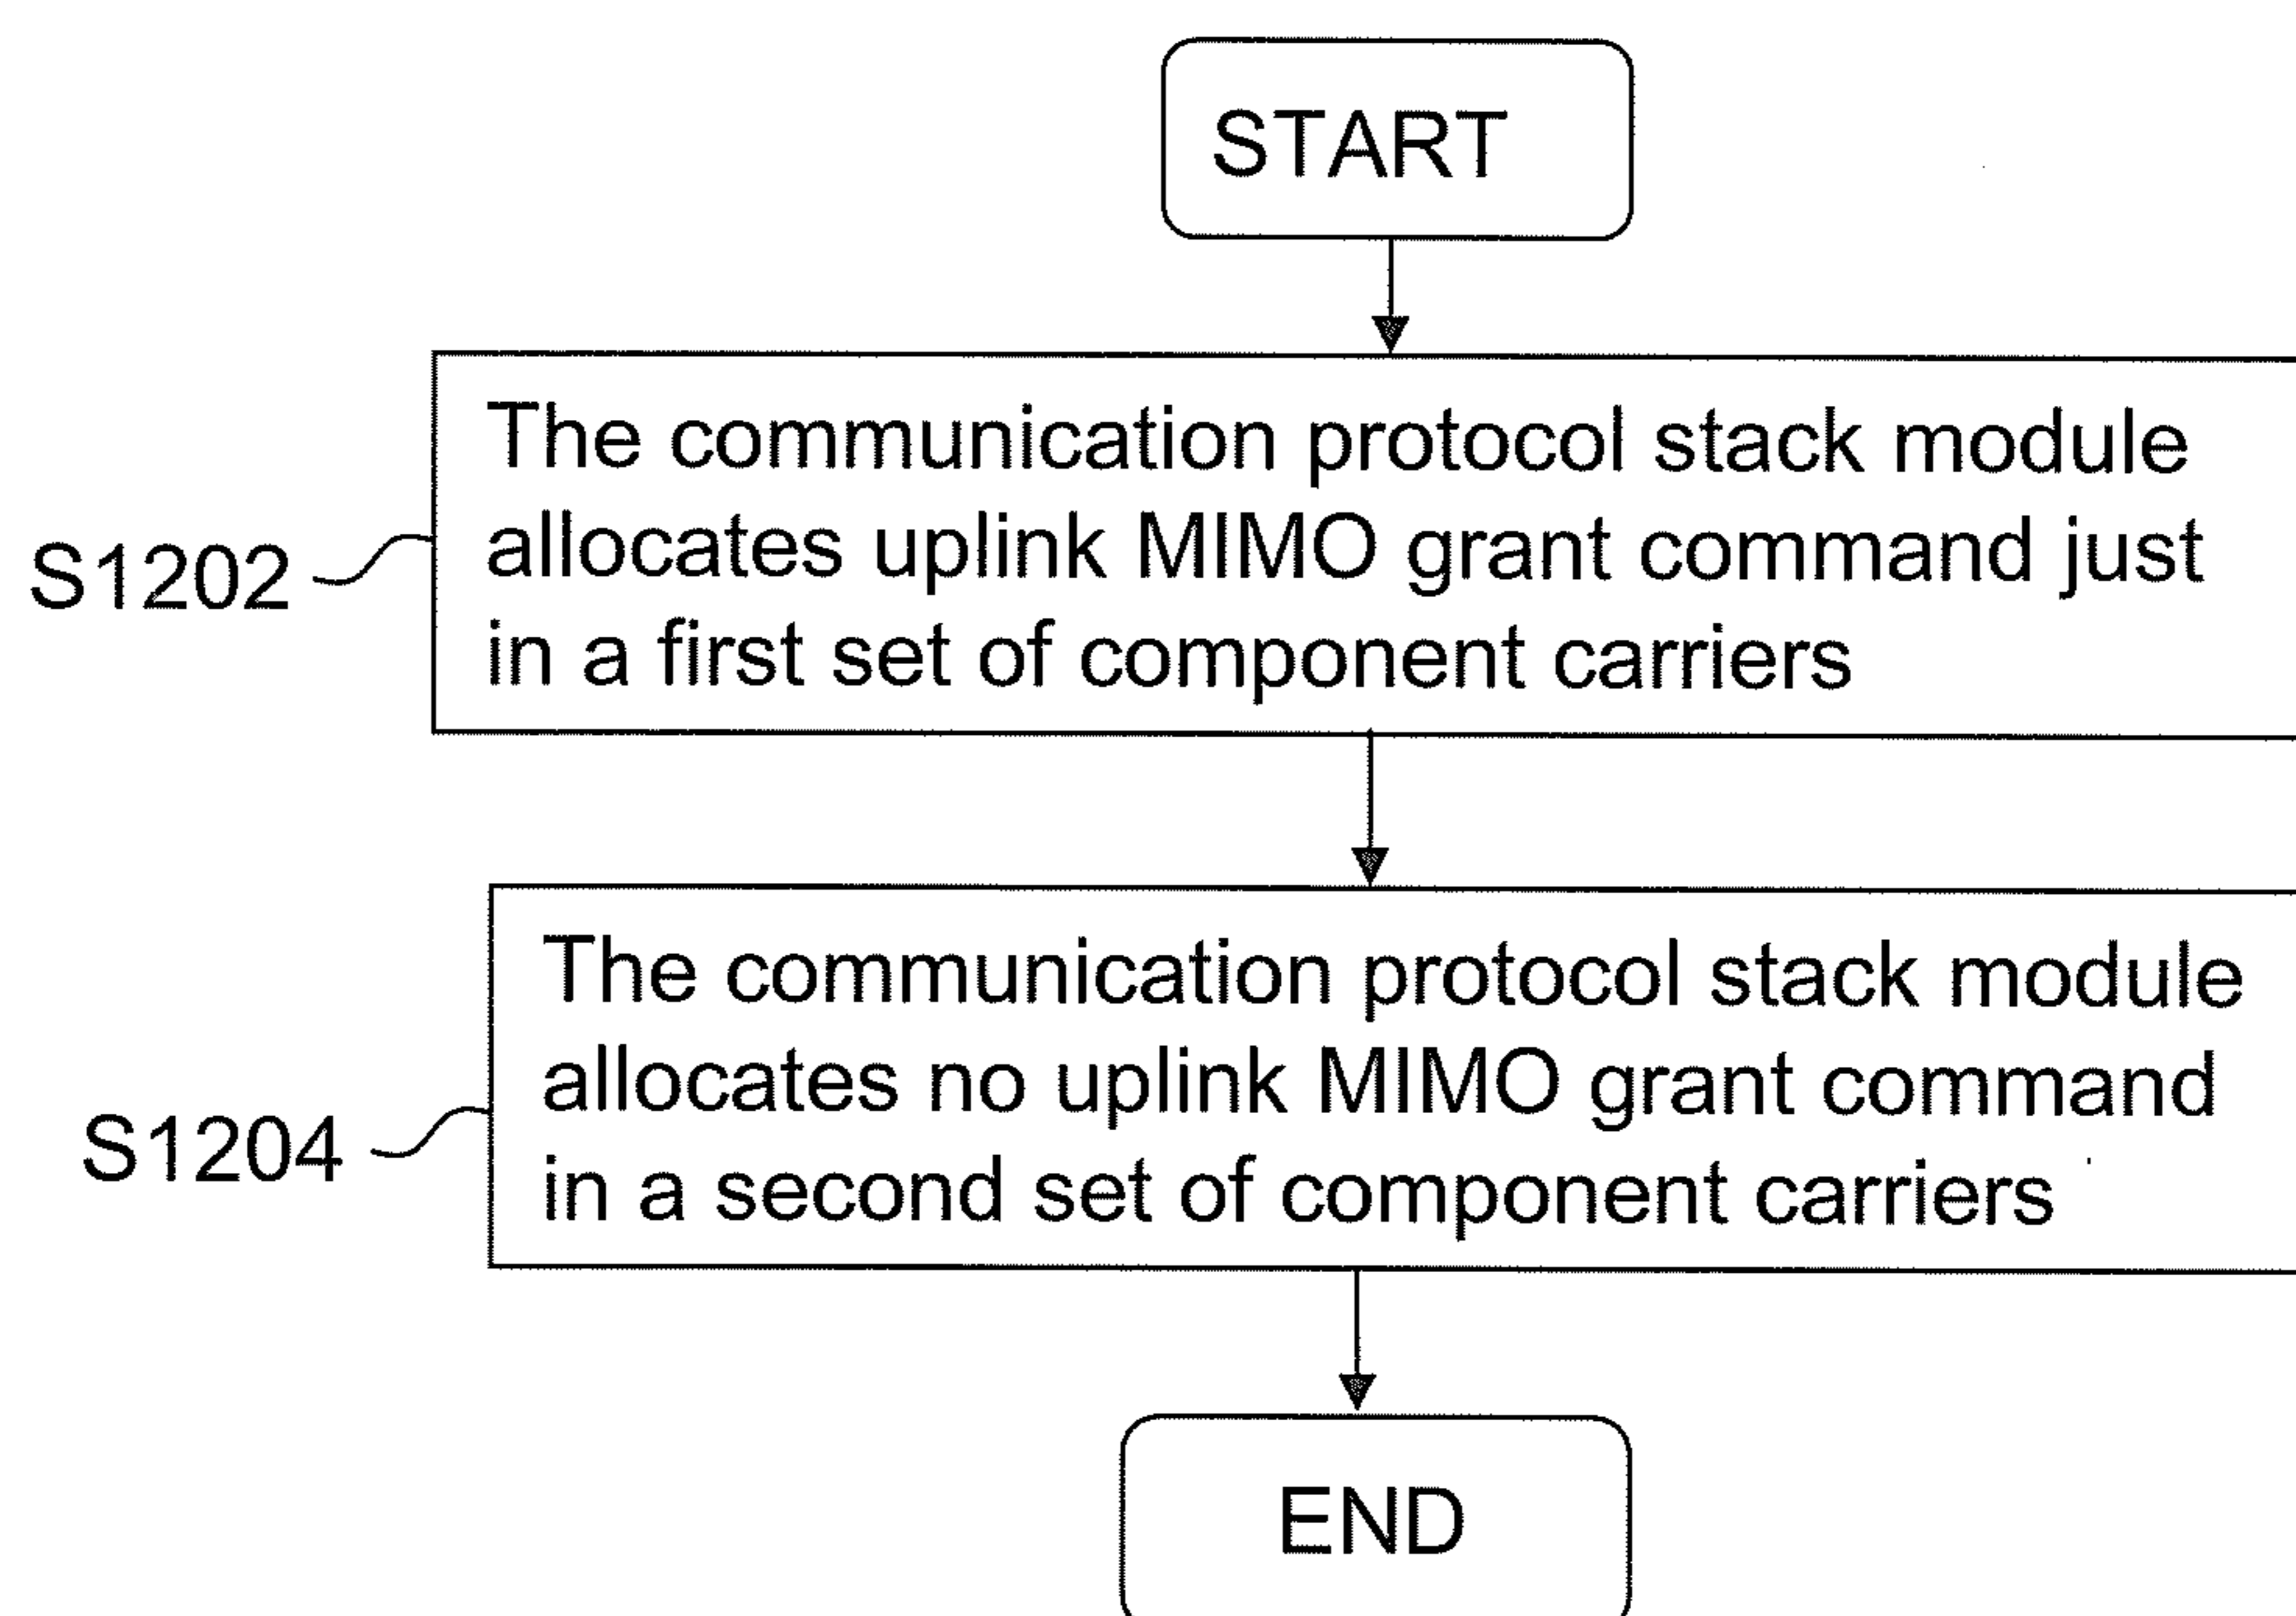 START
The communication protocol stack module
allocates uplink MIMO grant command just
in a first set of component carriers
S1202
The communication protocol stack module
allocates no uplink MIMO grant command
in a second set of component carriers
S1204
END